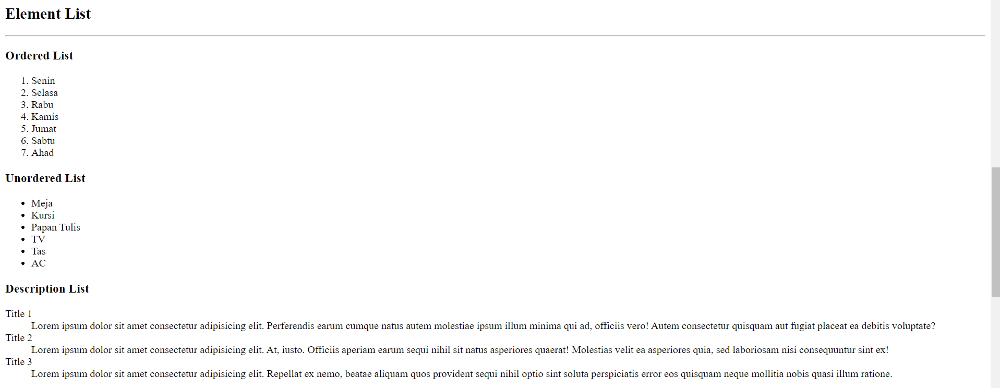 Element List
Ordered List
1. Senin
2. Selasa
3. Rabu
4. Kamis
5. Jumat
6. Sabtu
7. Ahad
Unordered List
• Meja
• Kursi
• Papan Tulis
• TV
• Tas
• AC
Description List
Title 1
Lorem ipsum dolor sit amet consectetur adipisicing elit. Perferendis earum cumque natus autem molestiae ipsum illum minima qui ad, officiis vero! Autem consectetur quisquam aut fugiat placeat ea debitis voluptate?
Title 2
Lorem ipsum dolor sit amet consectetur adipisicing elit. At, iusto. Officiis aperiam earum sequi nihil sit natus asperiores quaerat! Molestias velit ea asperiores quia, sed laboriosam nisi consequuntur sint ex!
Title 3
Lorem ipsum dolor sit amet consectetur adipisicing elit. Repellat ex nemo, beatae aliquam quos provident sequi nihil optio sint soluta perspiciatis error eos quisquam neque mollitia nobis quasi illum ratione.